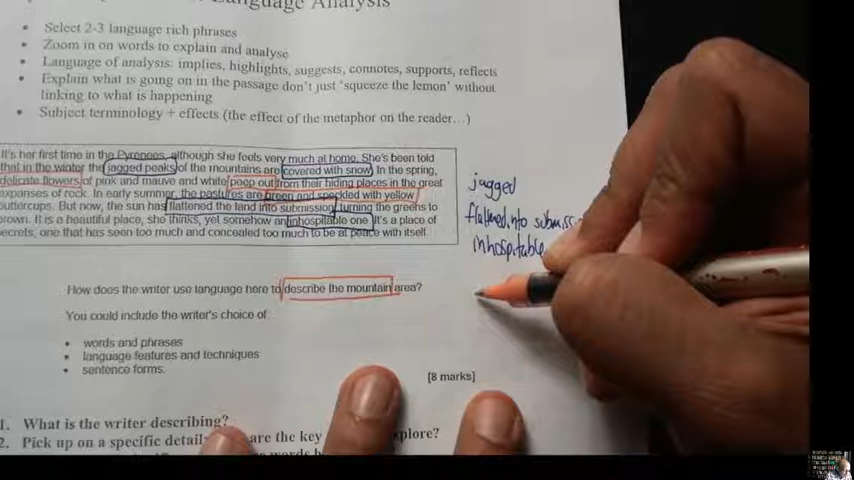 Language Analysis
Select 2-3 language rich phrases
Zoom in on words to explain and analyse
Language of analysis: implies, highlights, suggests, connotes, supports, reflects
Explain what is going on in the passage don't just 'squeeze the lemon' without
linking to what is happening
Subject terminology + effects (the effect of the metaphor on the reader…)
It's her first time in the Pyrenees, although she feels very much at home. She's been told
that in the winter the jagged peaks of the mountains are covered with snow. In the spring,
delicate flowers of pink and mauve and white peep out from their hiding places in the great
expanses of rock. In early summer, the pastures are green and speckled with yellow
buttercups. But now, the sun has flattened the land into submission, turning the greens to
brown. It is a beautiful place, she thinks, yet somehow an inhospitable one. It's a place of
secrets, one that has seen too much and concealed too much to be at peace with itself.
jagged
flattened into
inhospitable
How does the writer use language here to describe the mountain area?
You could include the writer's choice of:
words and phrases
language features and techniques
sentence forms.
[8 marks]
1. What is the writer describing?
2. Pick up on a specific detail are the key explore?